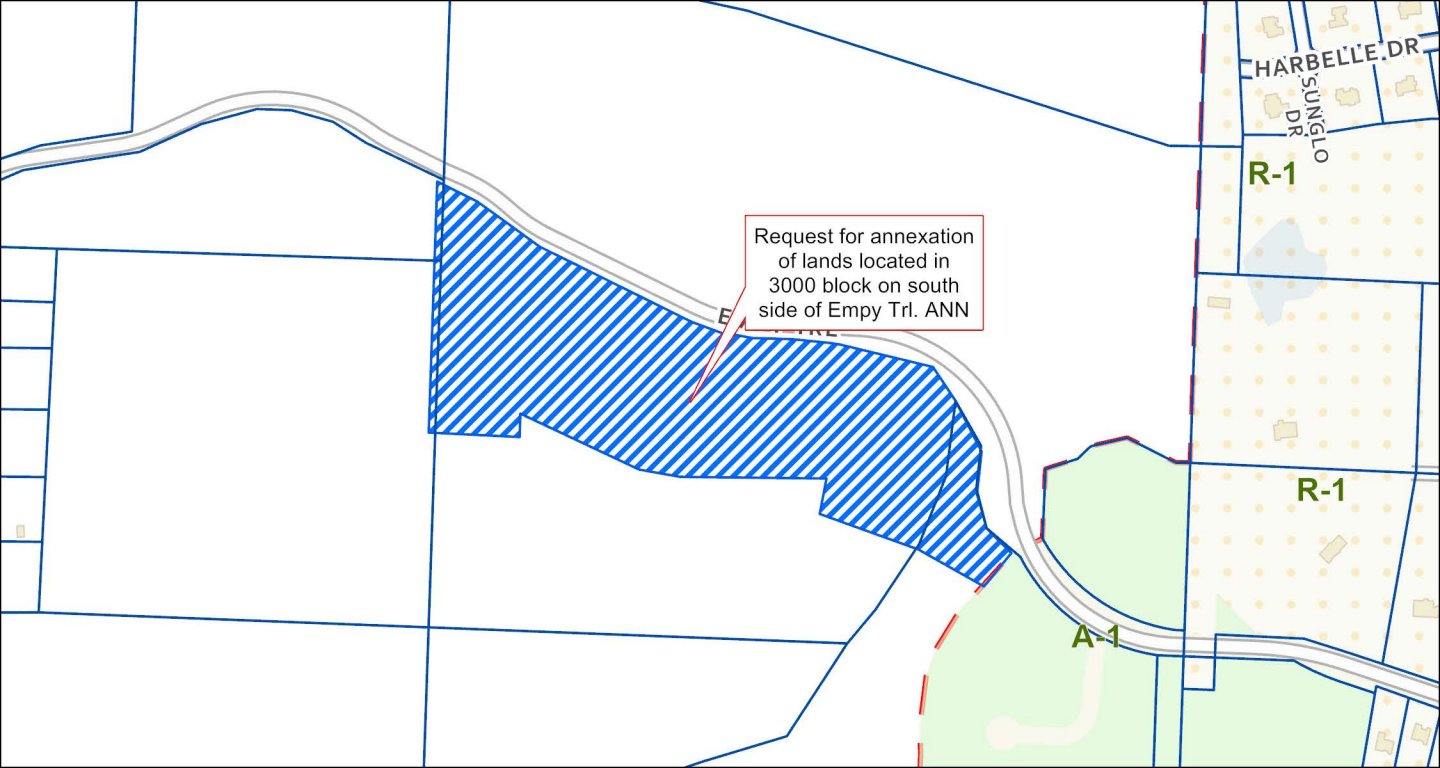 HARBELLE DR
SUNGLO
DR
R-1
Request for annexation
of lands located in
3000 block on south
side of Empy Trl. ANN
R-1
A-1